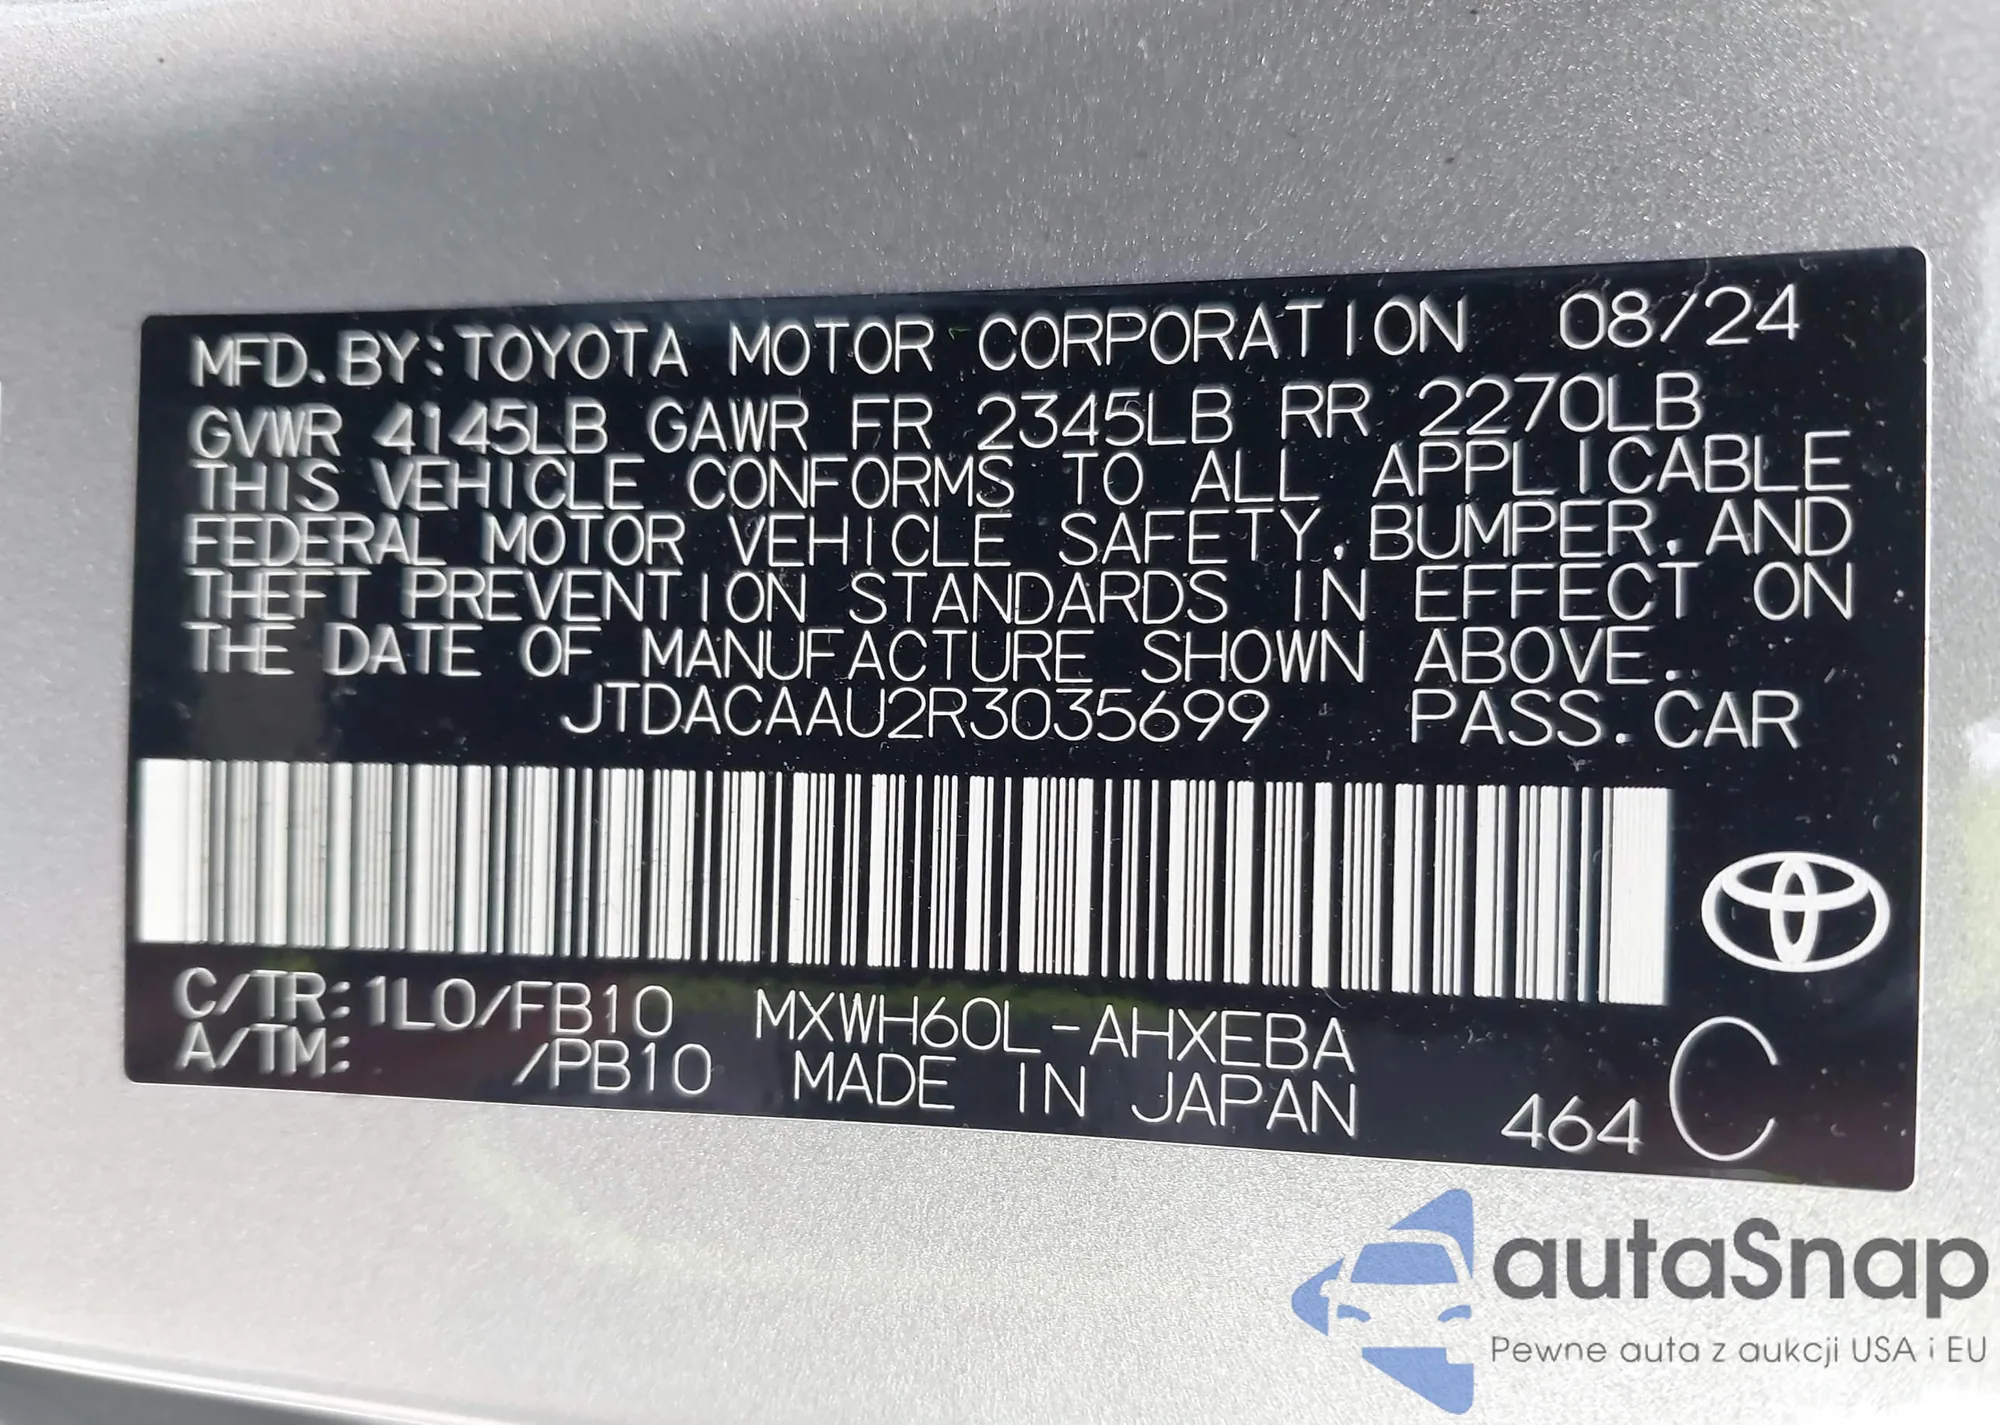 MFD. BY: TOYOTA MOTOR CORPORATION 08/24
GVWR 4145LB GAWR FR 2345LB RR 2270LB
THIS VEHICLE CONFORMS TO ALL APPLICABLE
FEDERAL MOTOR VEHICLE SAFETY, BUMPER, AND
THEFT PREVENTION STANDARDS IN EFFECT ON
THE DATE OF MANUFACTURE SHOWN ABOVE.
JTDACAAU2R3035699 PASS. CAR
C/TR: 1L0/FB10 MXWH60L-AHXEBA
A/TM: /PB10 MADE IN JAPAN 464 C
autaSnap
Pewne auta z aukcji USA i EU